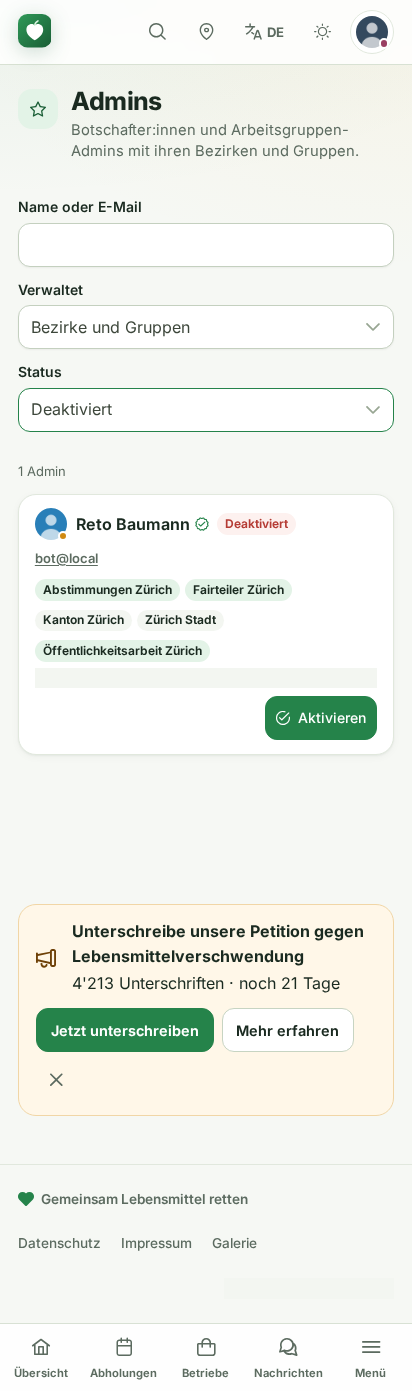 DE
Admins
Botschafter:innen und Arbeitsgruppen-
Admins mit ihren Bezirken und Gruppen.
Name oder E-Mail
Verwaltet
Bezirke und Gruppen
Status
Deaktiviert
1 Admin
Reto Baumann Deaktiviert
bot@local
Abstimmungen Zürich Fairteiler Zürich
Kanton Zürich Zürich Stadt
Öffentlichkeitsarbeit Zürich
Aktivieren
Unterschreibe unsere Petition gegen
Lebensmittelverschwendung
4'213 Unterschriften · noch 21 Tage
Jetzt unterschreiben Mehr erfahren
Gemeinsam Lebensmittel retten
Datenschutz Impressum Galerie
Übersicht Abholungen Betriebe Nachrichten Menü